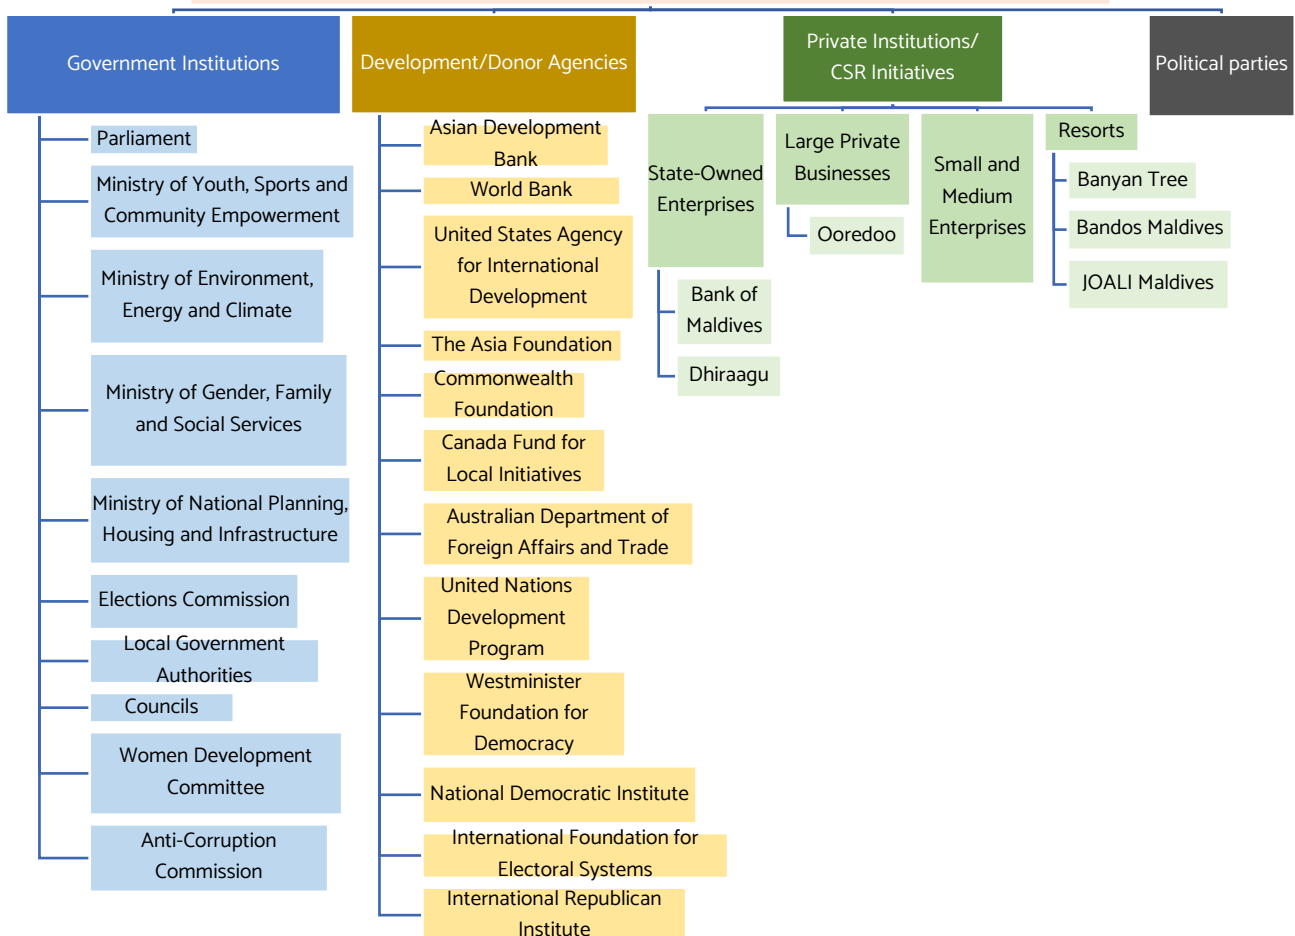 Government Institutions
Parliament
Ministry of Youth, Sports and
Community Empowerment
Ministry of Environment,
Energy and Climate
Ministry of Gender, Family
and Social Services
Ministry of National Planning,
Housing and Infrastructure
Elections Commission
Local Government
Authorities
Councils
Women Development
Committee
Anti-Corruption
Commission
Development/Donor Agencies
Asian Development
Bank
World Bank
United States Agency
for International
Development
The Asia Foundation
Commonwealth
Foundation
Canada Fund for
Local Initiatives
Australian Department of
Foreign Affairs and Trade
United Nations
Development
Program
Westminister
Foundation for
Democracy
National Democratic Institute
International Foundation for
Electoral Systems
International Republican
Institute
Private Institutions/
CSR Initiatives
State-Owned
Enterprises
Bank of
Maldives
Dhiraagu
Large Private
Businesses
Ooredoo
Small and
Medium
Enterprises
Resorts
Banyan Tree
Bandos Maldives
JOALI Maldives
Political parties